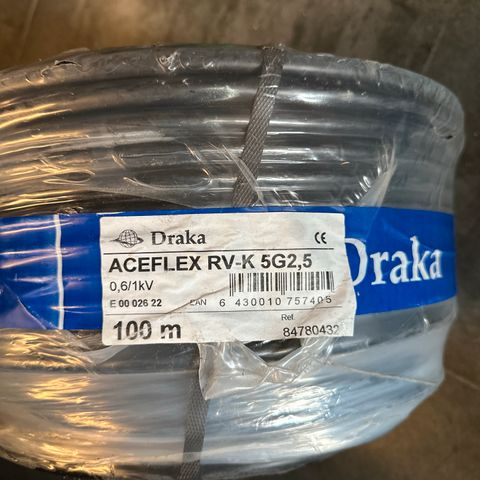 Draka
CE
ACEFLEX RV-K 5G2,5
0,6/1kV
E 00 026 22 EAN 6 430010 757405
Ref.
100 m 84780432
Draka